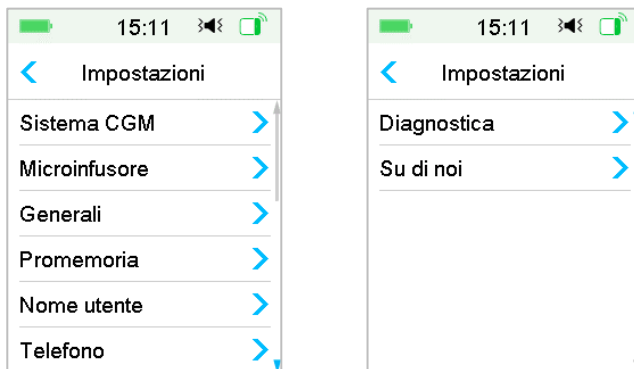 15:11
Impostazioni
Sistema CGM
Microinfusore
Generali
Promemoria
Nome utente
Telefono
15:11
Impostazioni
Diagnostica
Su di noi